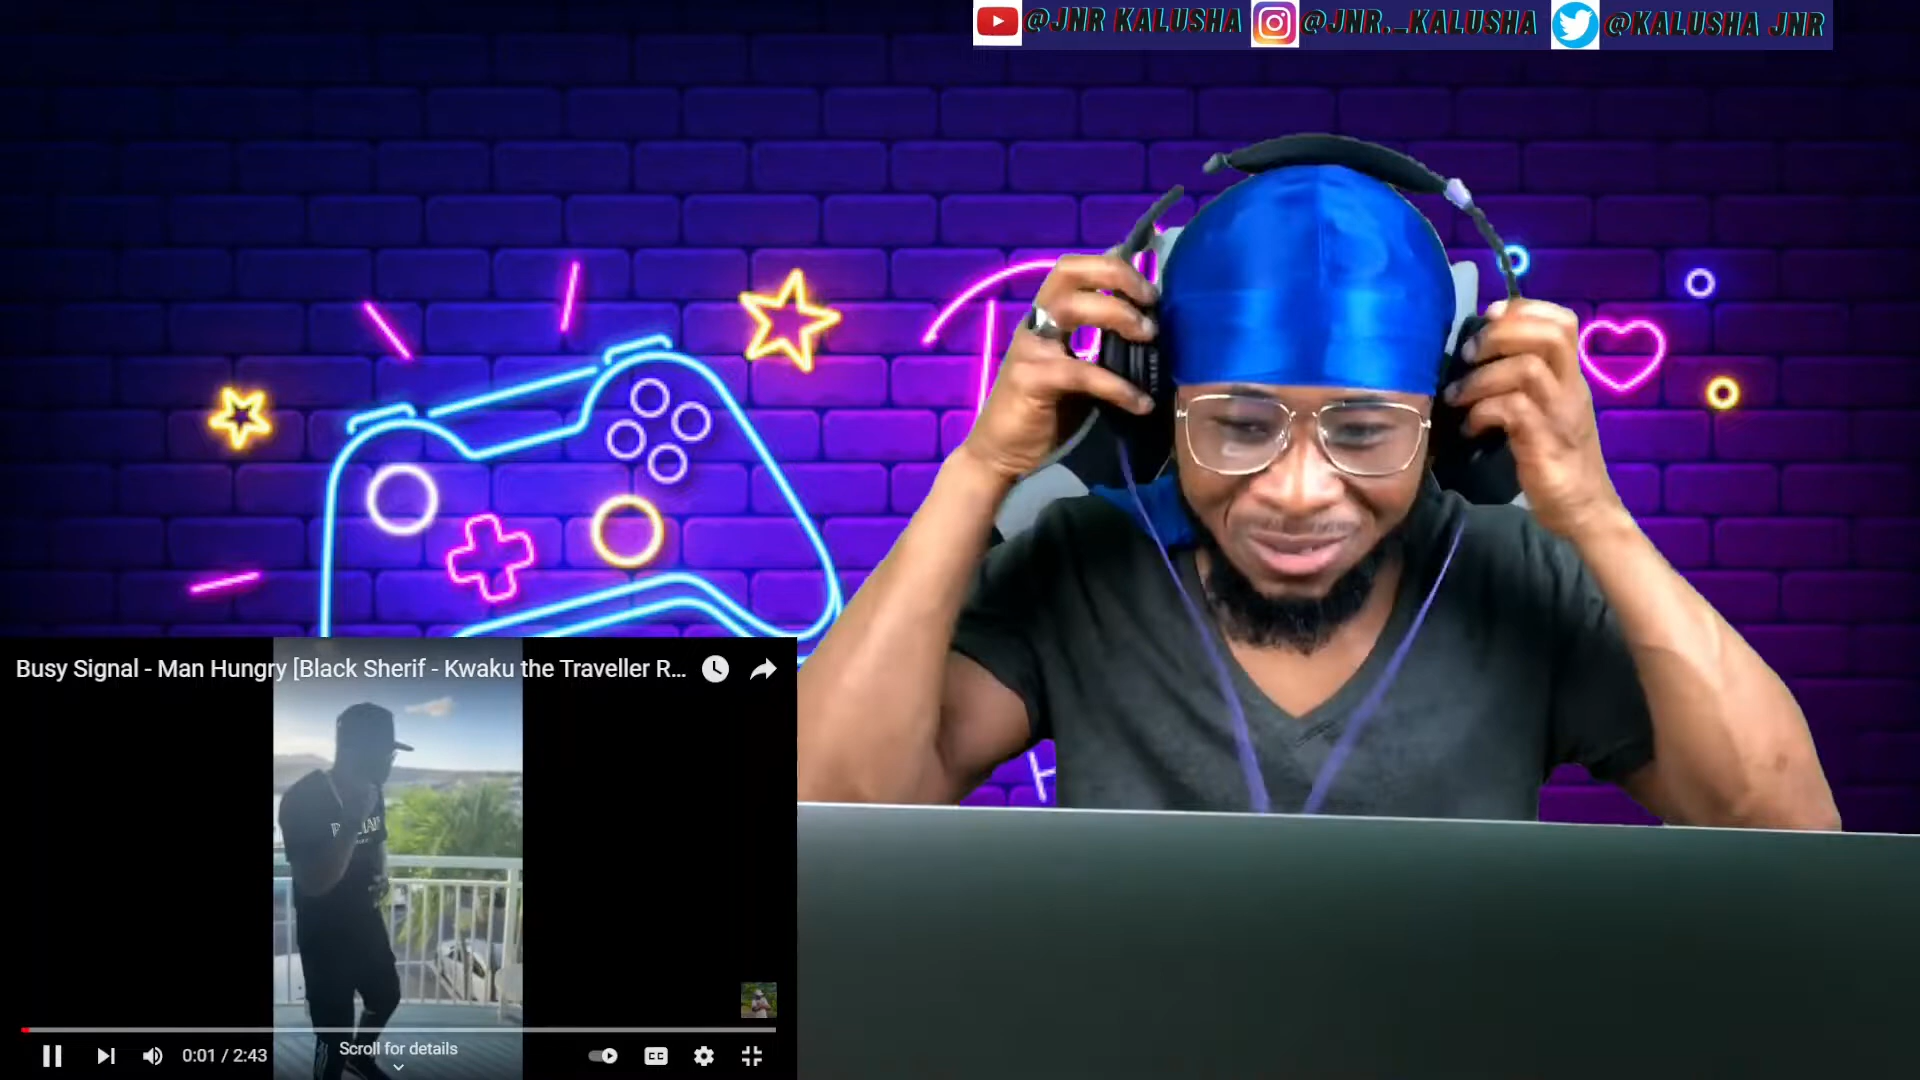 @JNR KALUSHA @JNR._KALUSHA @KALUSHA JNR
Busy Signal - Man Hungry [Black Sherif - Kwaku the Traveller R...
0:01 / 2:43
Scroll for details
CC